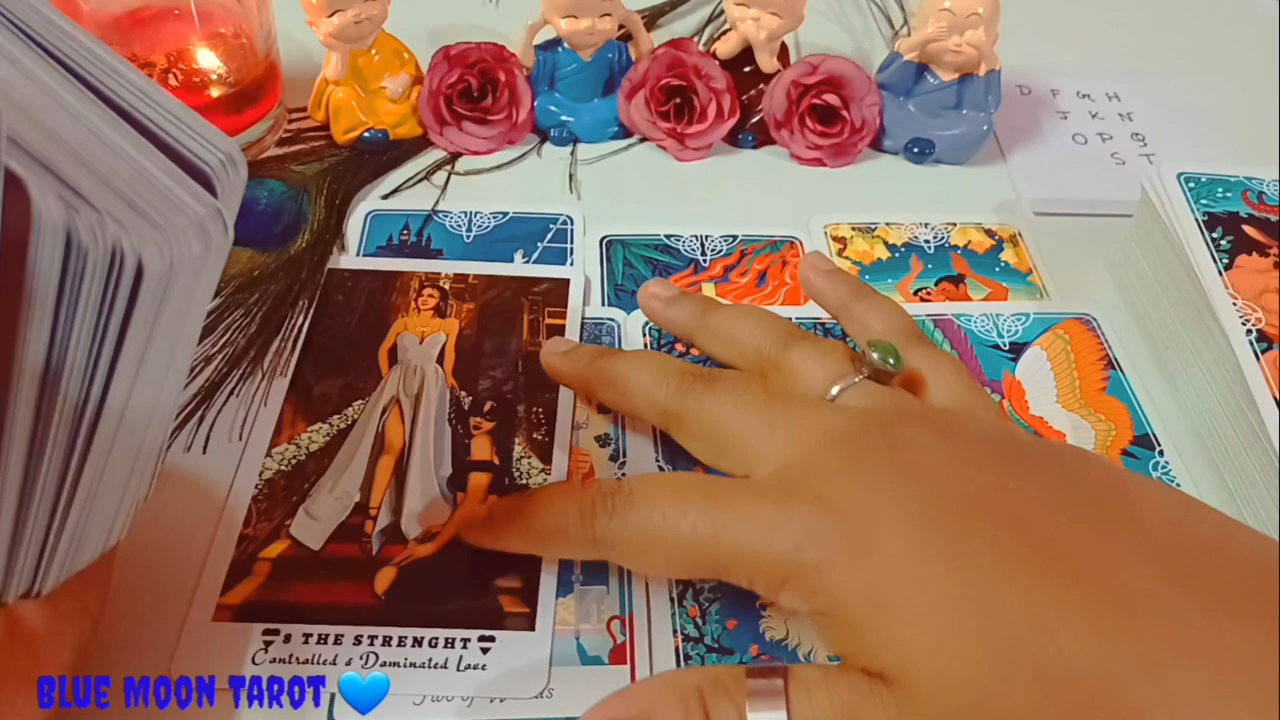 D F G H
J K N
O P Q
S T
8 THE STRENGHT
Controlled & Dominated Love
Two of Wands
BLUE MOON TAROT